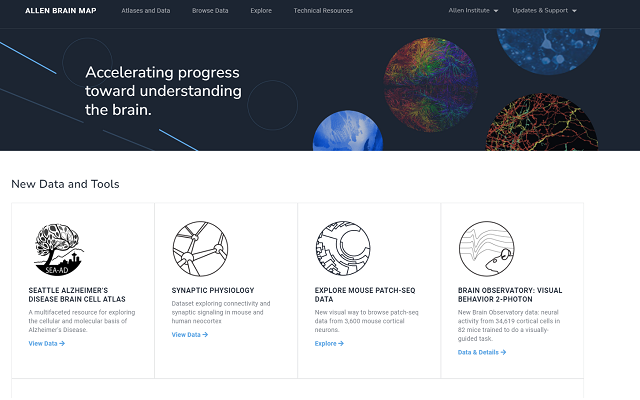 ALLEN BRAIN MAP Atlases and Data Browse Data Explore Technical Resources Allen Institute Updates & Support
Accelerating progress
toward understanding
the brain.
New Data and Tools
SEA-AD
SEATTLE ALZHEIMER'S
DISEASE BRAIN CELL ATLAS
A multifaceted resource for exploring
the cellular and molecular basis of
Alzheimer's Disease.
View Data
SYNAPTIC PHYSIOLOGY
Dataset exploring connectivity and
synaptic signaling in mouse and
human neocortex
View Data
EXPLORE MOUSE PATCH-SEQ
DATA
New visual way to browse patch-seq
data from 3,600 mouse cortical
neurons.
Explore
BRAIN OBSERVATORY: VISUAL
BEHAVIOR 2-PHOTON
New Brain Observatory data: neural
activity from 34,619 cortical cells in
82 mice trained to do a visually-
guided task.
Data & Details